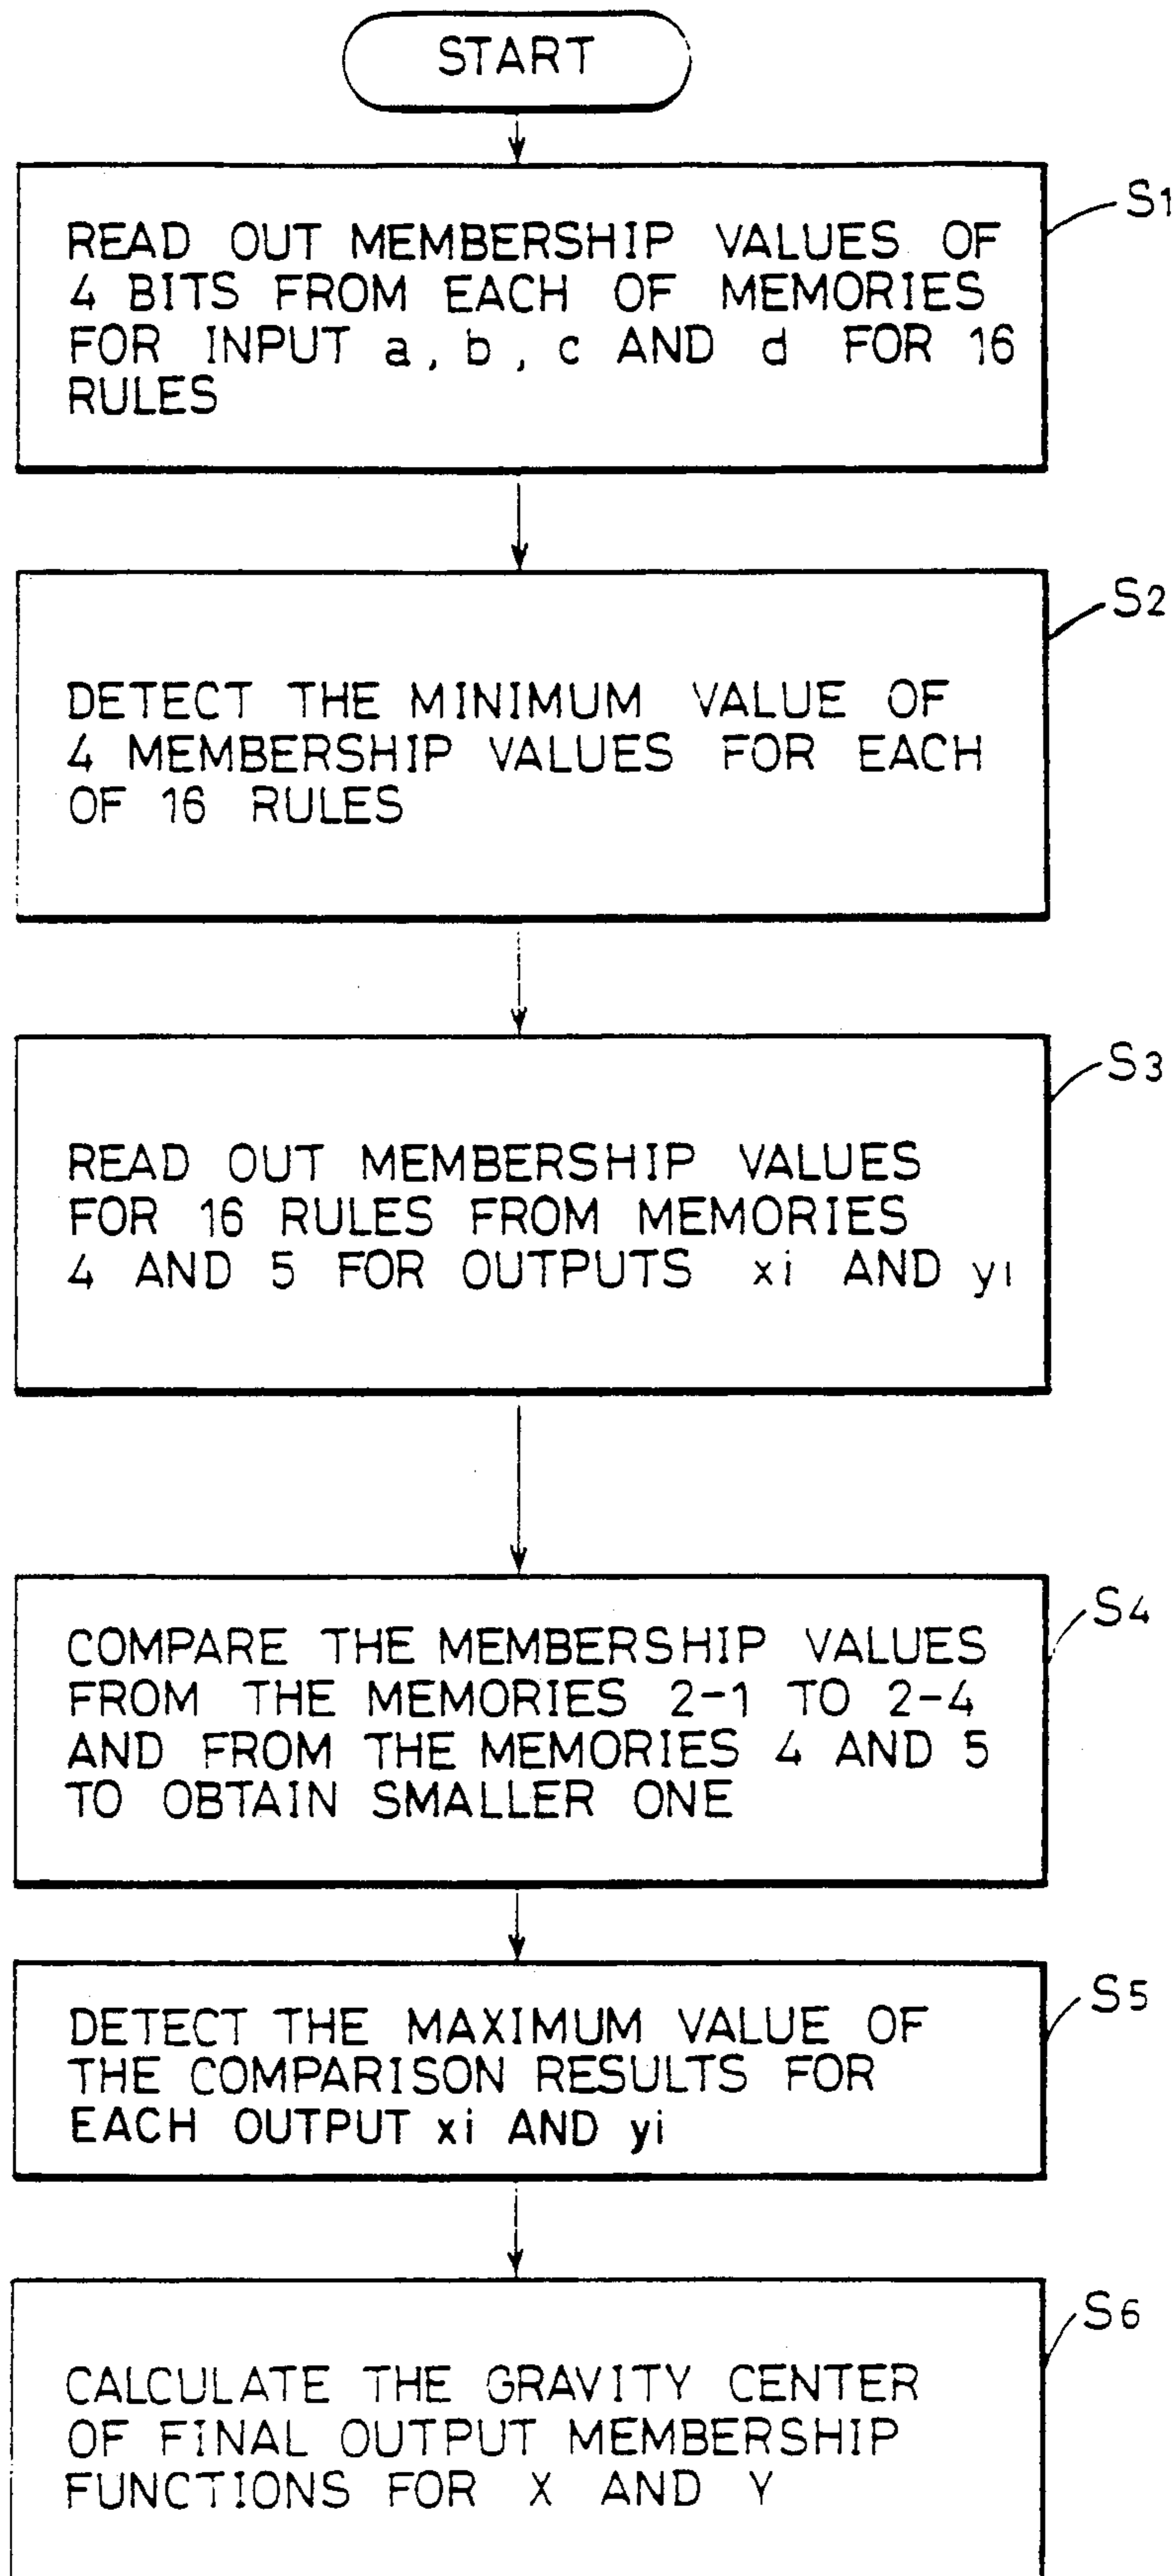 START
S1
READ OUT MEMBERSHIP VALUES OF
4 BITS FROM EACH OF MEMORIES
FOR INPUT a, b, c AND d FOR 16
RULES
S2
DETECT THE MINIMUM VALUE OF
4 MEMBERSHIP VALUES FOR EACH
OF 16 RULES
S3
READ OUT MEMBERSHIP VALUES
FOR 16 RULES FROM MEMORIES
4 AND 5 FOR OUTPUTS xi AND yi
S4
COMPARE THE MEMBERSHIP VALUES
FROM THE MEMORIES 2-1 TO 2-4
AND FROM THE MEMORIES 4 AND 5
TO OBTAIN SMALLER ONE
S5
DETECT THE MAXIMUM VALUE OF
THE COMPARISON RESULTS FOR
EACH OUTPUT xi AND yi
S6
CALCULATE THE GRAVITY CENTER
OF FINAL OUTPUT MEMBERSHIP
FUNCTIONS FOR X AND Y